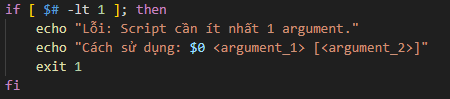 if [ $# -lt 1 ]; then
    echo "Lỗi: Script cần ít nhất 1 argument."
    echo "Cách sử dụng: $0 <argument_1> [<argument_2>]"
    exit 1
fi